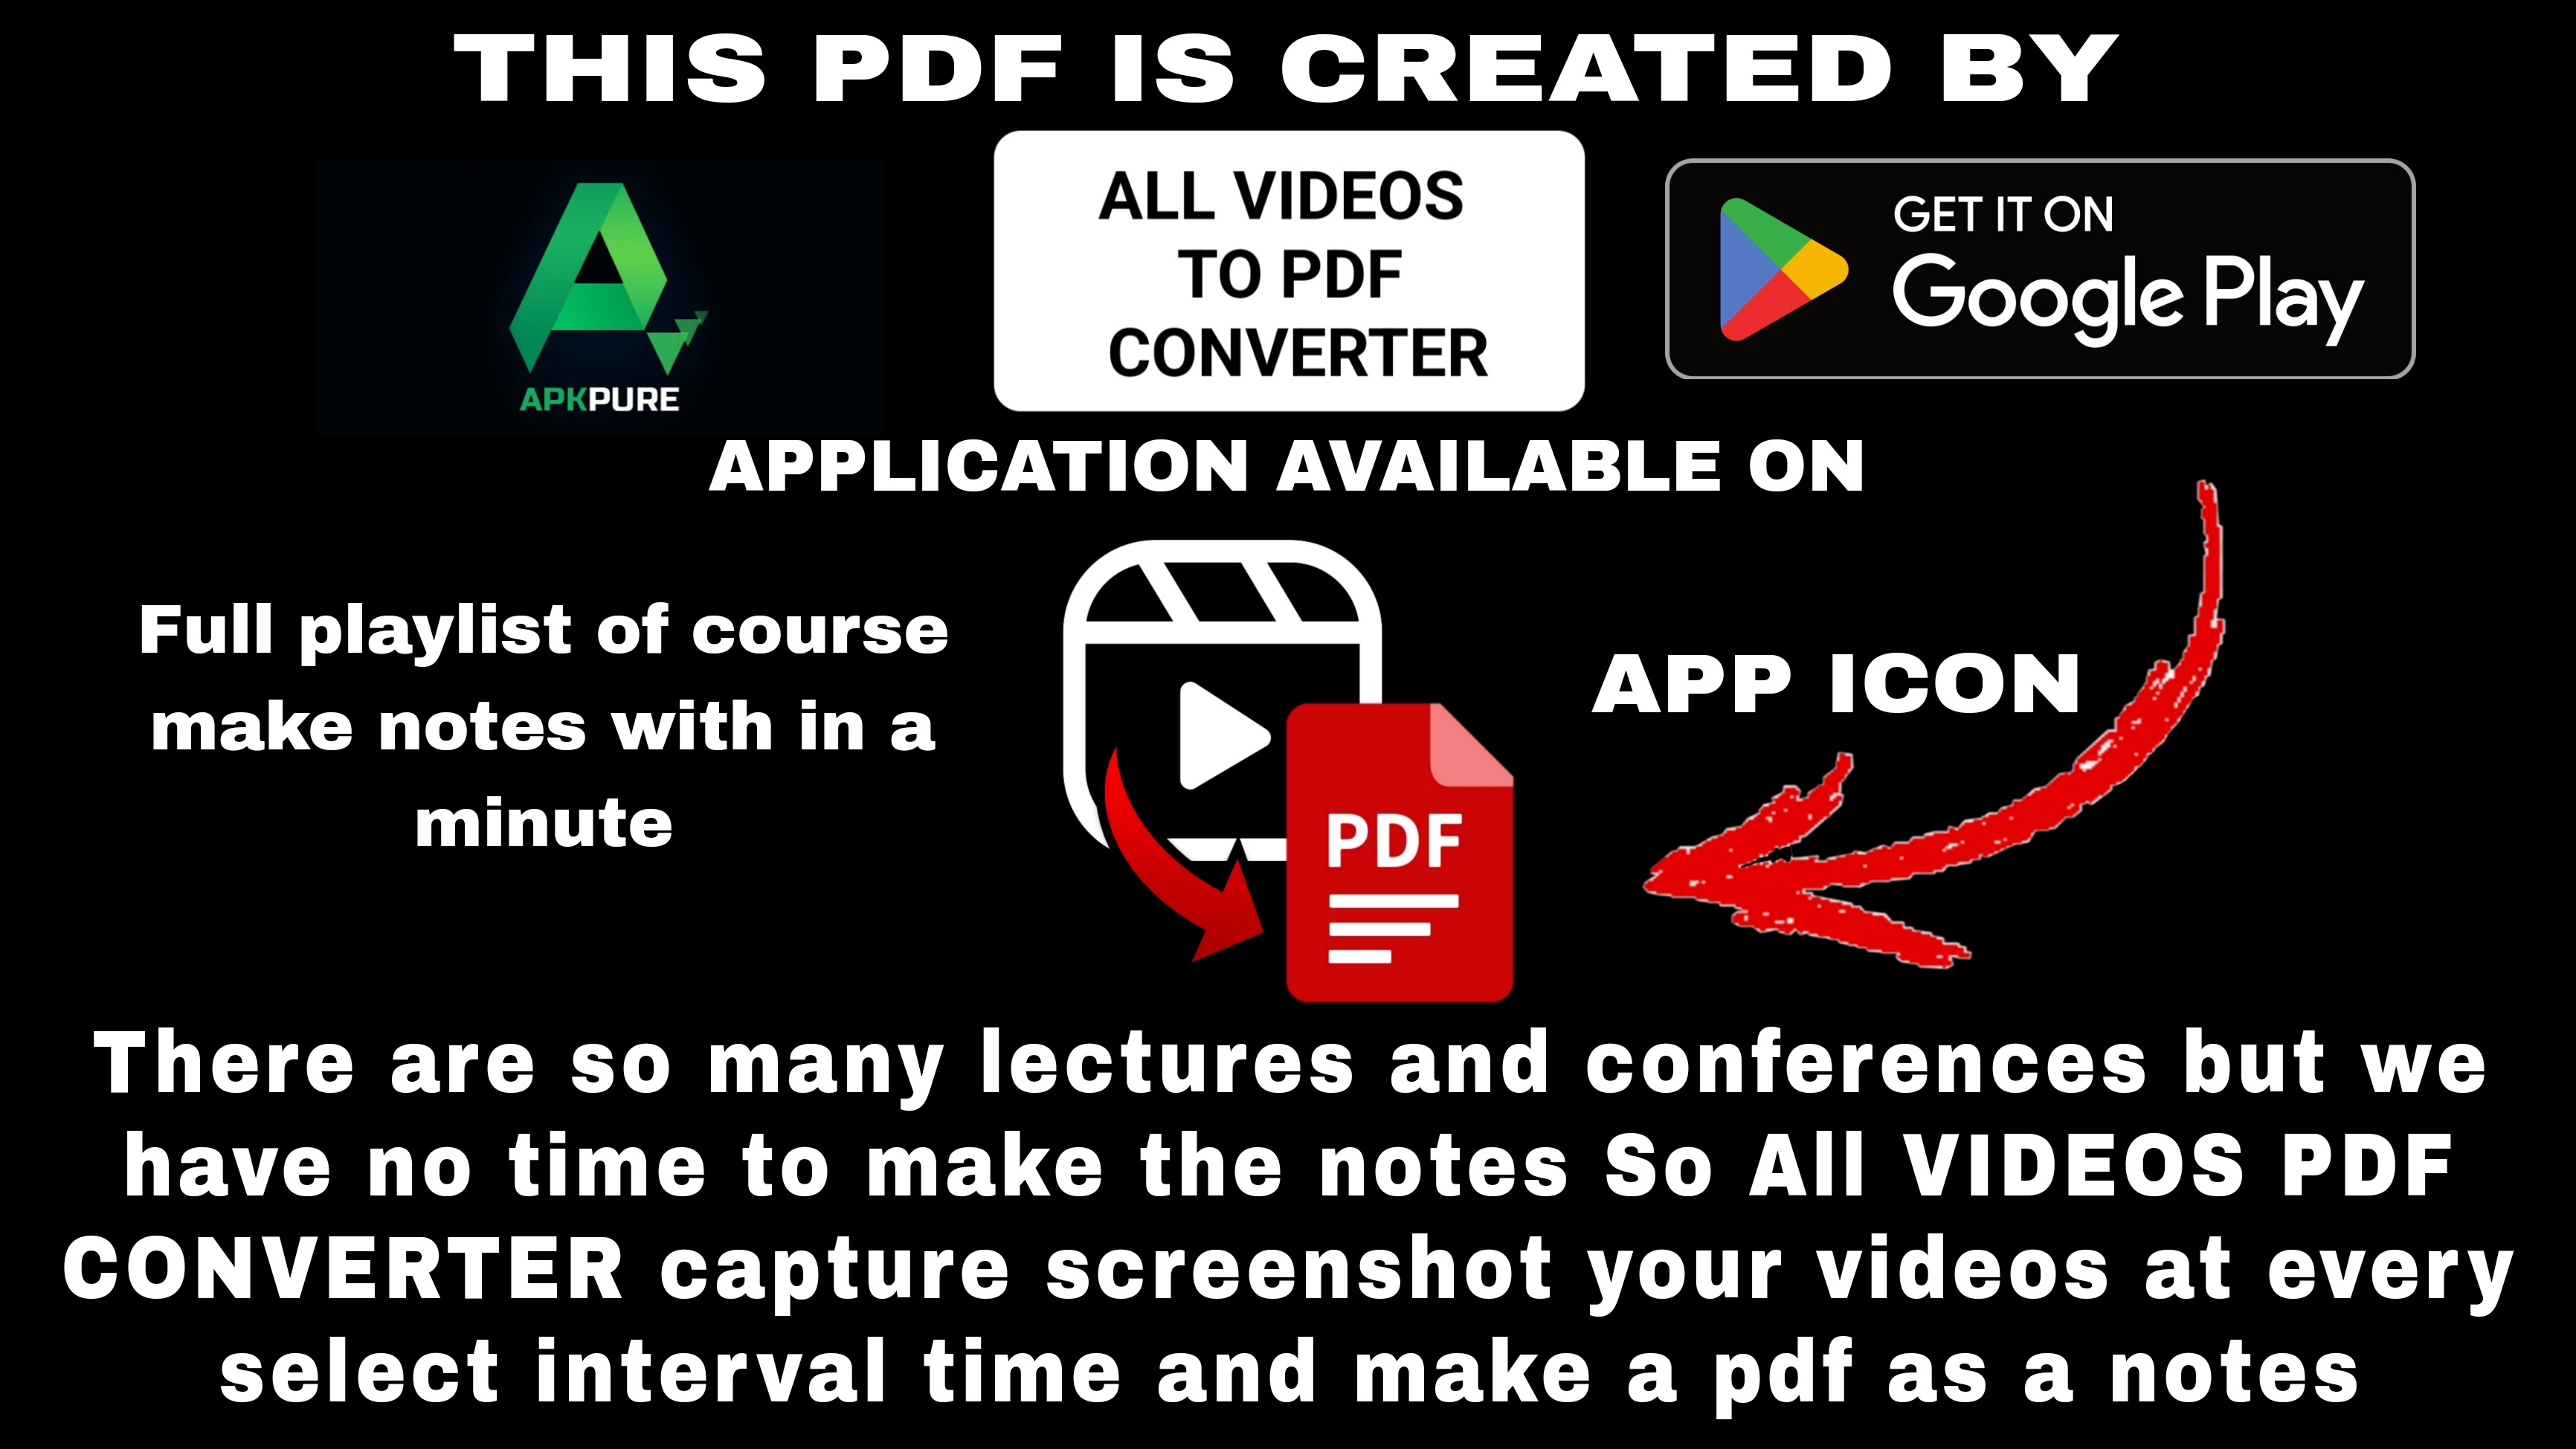 THIS PDF IS CREATED BY
APKPURE
ALL VIDEOS
TO PDF
CONVERTER
GET IT ON
Google Play
APPLICATION AVAILABLE ON
Full playlist of course
make notes with in a
minute
PDF
APP ICON
There are so many lectures and conferences but we
have no time to make the notes So All VIDEOS PDF
CONVERTER capture screenshot your videos at every
select interval time and make a pdf as a notes